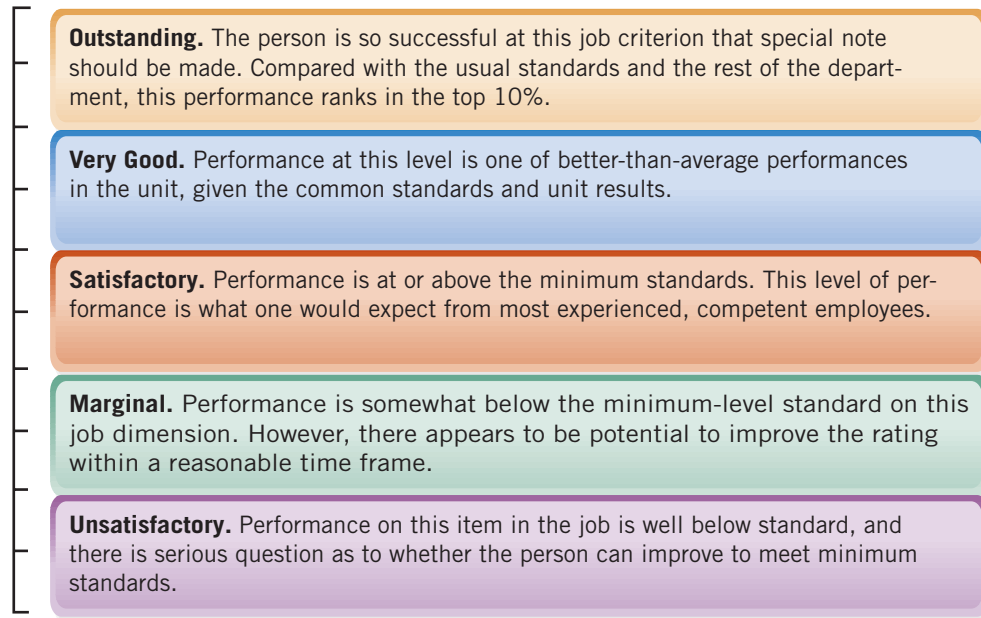 Outstanding. The person is so successful at this job criterion that special note
should be made. Compared with the usual standards and the rest of the depart-
ment, this performance ranks in the top 10%.
Very Good. Performance at this level is one of better-than-average performances
in the unit, given the common standards and unit results.
Satisfactory. Performance is at or above the minimum standards. This level of per-
formance is what one would expect from most experienced, competent employees.
Marginal. Performance is somewhat below the minimum-level standard on this
job dimension. However, there appears to be potential to improve the rating
within a reasonable time frame.
Unsatisfactory. Performance on this item in the job is well below standard, and
there is serious question as to whether the person can improve to meet minimum
standards.